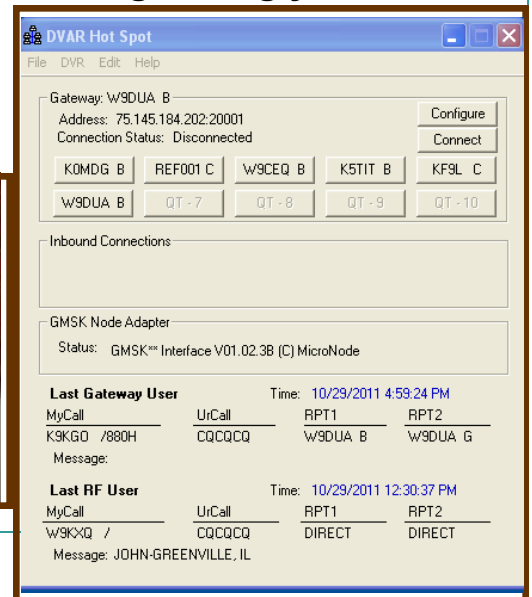 DVAR Hot Spot
File DVR Edit Help
Gateway: W9DUA B
Address: 75.145.184.202:20001
Configure
Connection Status: Disconnected
Connect
K0MDG B REF001 C W9CEQ B K5TIT B KF9L C
W9DUA B QT - 7 QT - 8 QT - 9 QT - 10
Inbound Connections
GMSK Node Adapter
Status: GMSK** Interface V01.02.3B (C) MicroNode
Last Gateway User Time: 10/29/2011 4:59:24 PM
MyCall UrCall RPT1 RPT2
K9KGO /880H CQCQCQ W9DUA B W9DUA G
Message:
Last RF User Time: 10/29/2011 12:30:37 PM
MyCall UrCall RPT1 RPT2
W9KXQ / CQCQCQ DIRECT DIRECT
Message: JOHN-GREENVILLE, IL